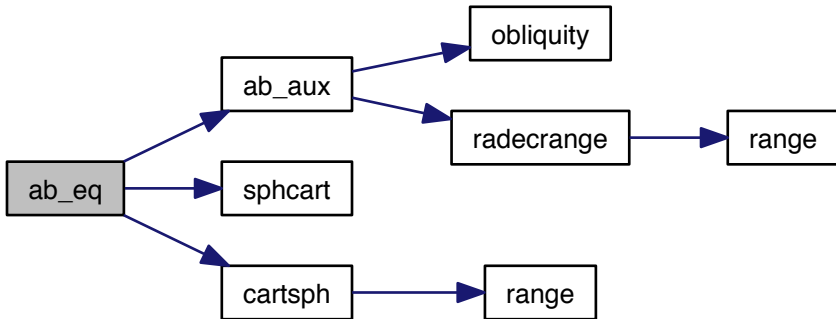 obliquity
ab_aux
radecrange
range
ab_eq
sphcart
cartsph
range